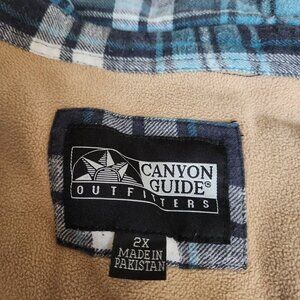 CANYON
GUIDE®
OUTFITTERS
2X
MADE IN
PAKISTAN